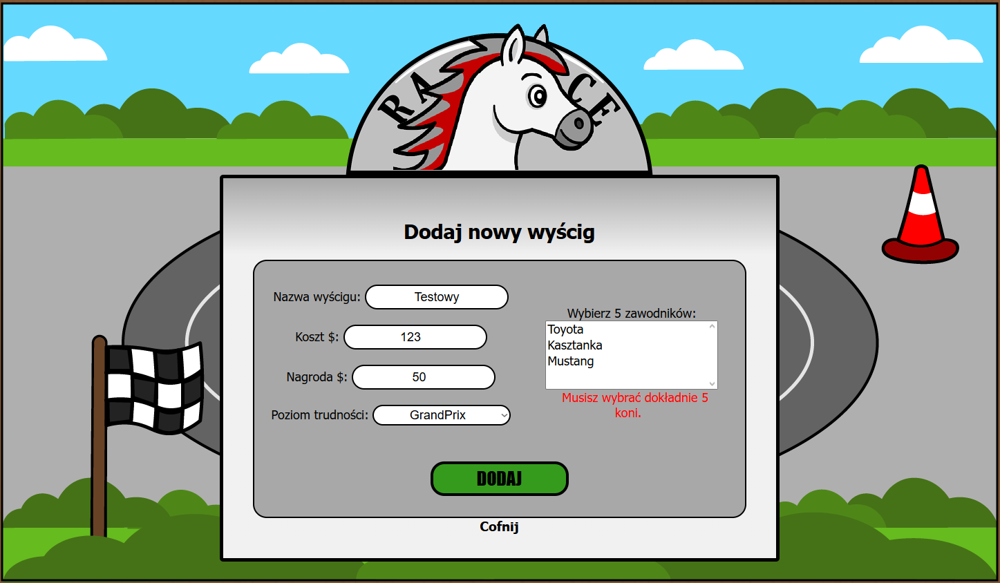 RA CE
Dodaj nowy wyścig
Nazwa wyścigu: Testowy
Koszt $: 123
Nagroda $: 50
Poziom trudności: GrandPrix
Wybierz 5 zawodników:
Toyota
Kasztanka
Mustang
Musisz wybrać dokładnie 5
koni.
DODAJ
Cofnij